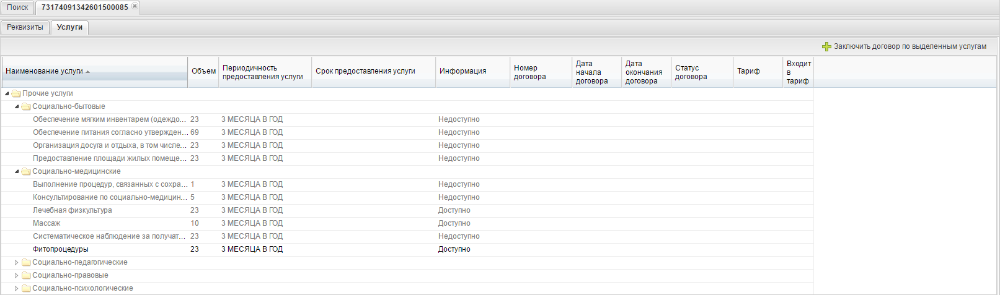 Поиск 73174091342601500085
Реквизиты Услуги
Заключить договор по выделенным услугам
Наименование услуги Объем Периодичность предоставления услуги Срок предоставления услуги Информация Номер договора Дата начала договора Дата окончания договора Статус договора Тариф Входит в тариф
Прочие услуги
Социально-бытовые
Обеспечение мягким инвентарем (одеждо... 23 3 МЕСЯЦА В ГОД Недоступно
Обеспечение питания согласно утвержден... 69 3 МЕСЯЦА В ГОД Недоступно
Организация досуга и отдыха, в том числе... 23 3 МЕСЯЦА В ГОД Недоступно
Предоставление площади жилых помеще... 23 3 МЕСЯЦА В ГОД Недоступно
Социально-медицинские
Выполнение процедур, связанных с сохра... 1 3 МЕСЯЦА В ГОД Недоступно
Консультирование по социально-медицин... 5 3 МЕСЯЦА В ГОД Недоступно
Лечебная физкультура 23 3 МЕСЯЦА В ГОД Доступно
Массаж 10 3 МЕСЯЦА В ГОД Доступно
Систематическое наблюдение за получат... 23 3 МЕСЯЦА В ГОД Недоступно
Фитопроцедуры 23 3 МЕСЯЦА В ГОД Доступно
Социально-педагогические
Социально-правовые
Социально-психологические